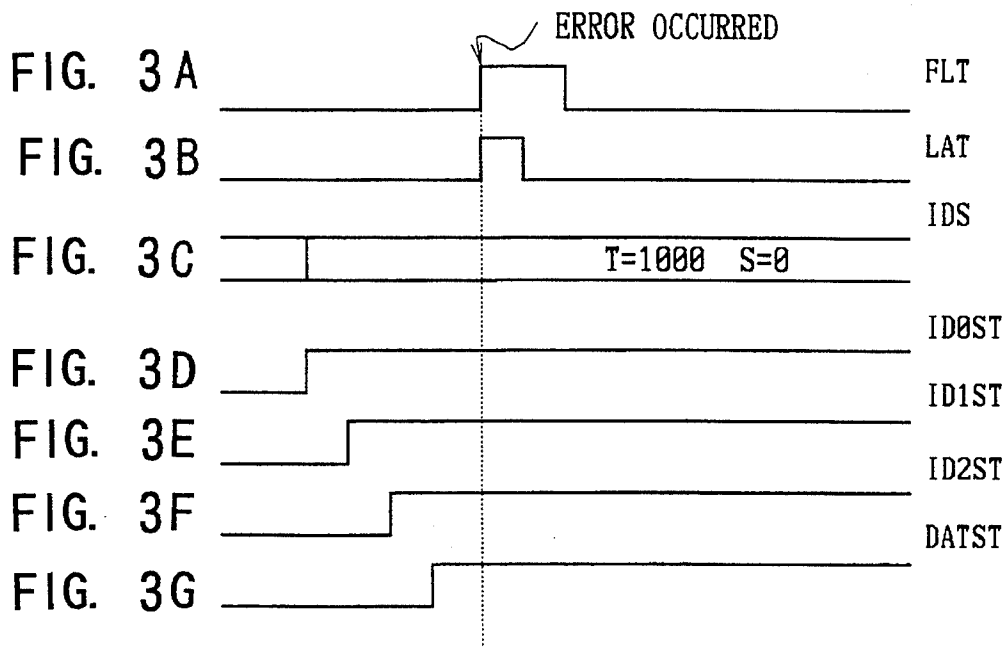 ERROR OCCURRED
FIG. 3A FLT
FIG. 3B LAT
IDS
FIG. 3C T=1000 S=0
ID0ST
FIG. 3D
ID1ST
FIG. 3E
ID2ST
FIG. 3F
DATST
FIG. 3G